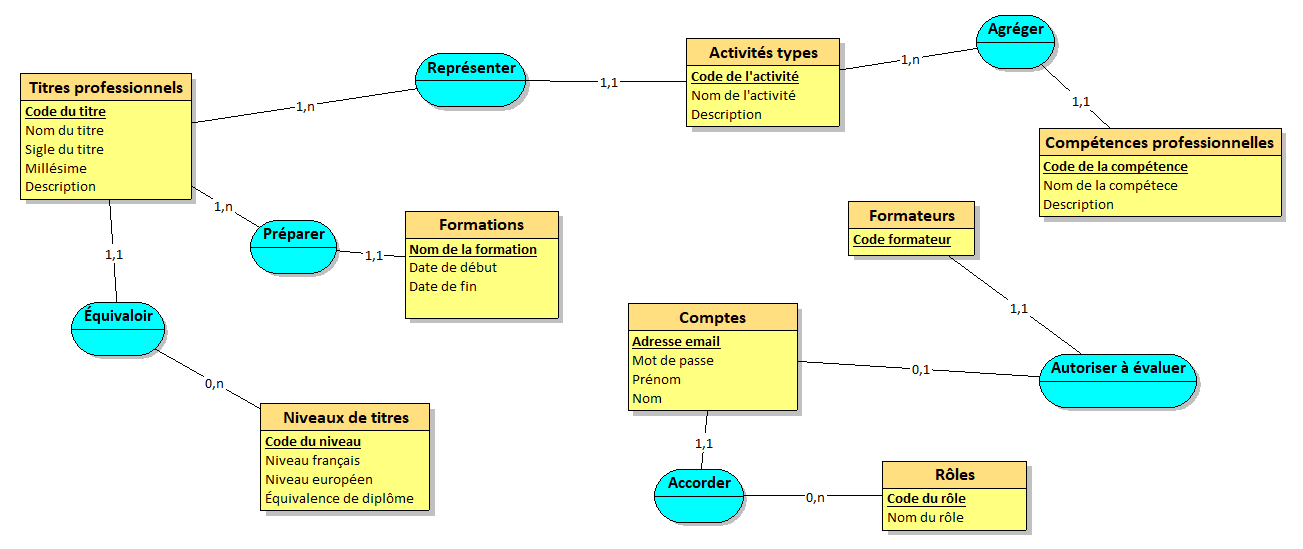 Agréger
1,n
1,1
Activités types
Code de l'activité
Nom de l'activité
Description
Représenter
1,1
1,n
Titres professionnels
Code du titre
Nom du titre
Sigle du titre
Millésime
Description
Compétences professionnelles
Code de la compétence
Nom de la compétece
Description
1,n
Préparer
1,1
Formations
Nom de la formation
Date de début
Date de fin
Formateurs
Code formateur
1,1
1,1
Équivaloir
0,n
Comptes
Adresse email
Mot de passe
Prénom
Nom
0,1
Autoriser à évaluer
Niveaux de titres
Code du niveau
Niveau français
Niveau européen
Équivalence de diplôme
1,1
Accorder
0,n
Rôles
Code du rôle
Nom du rôle